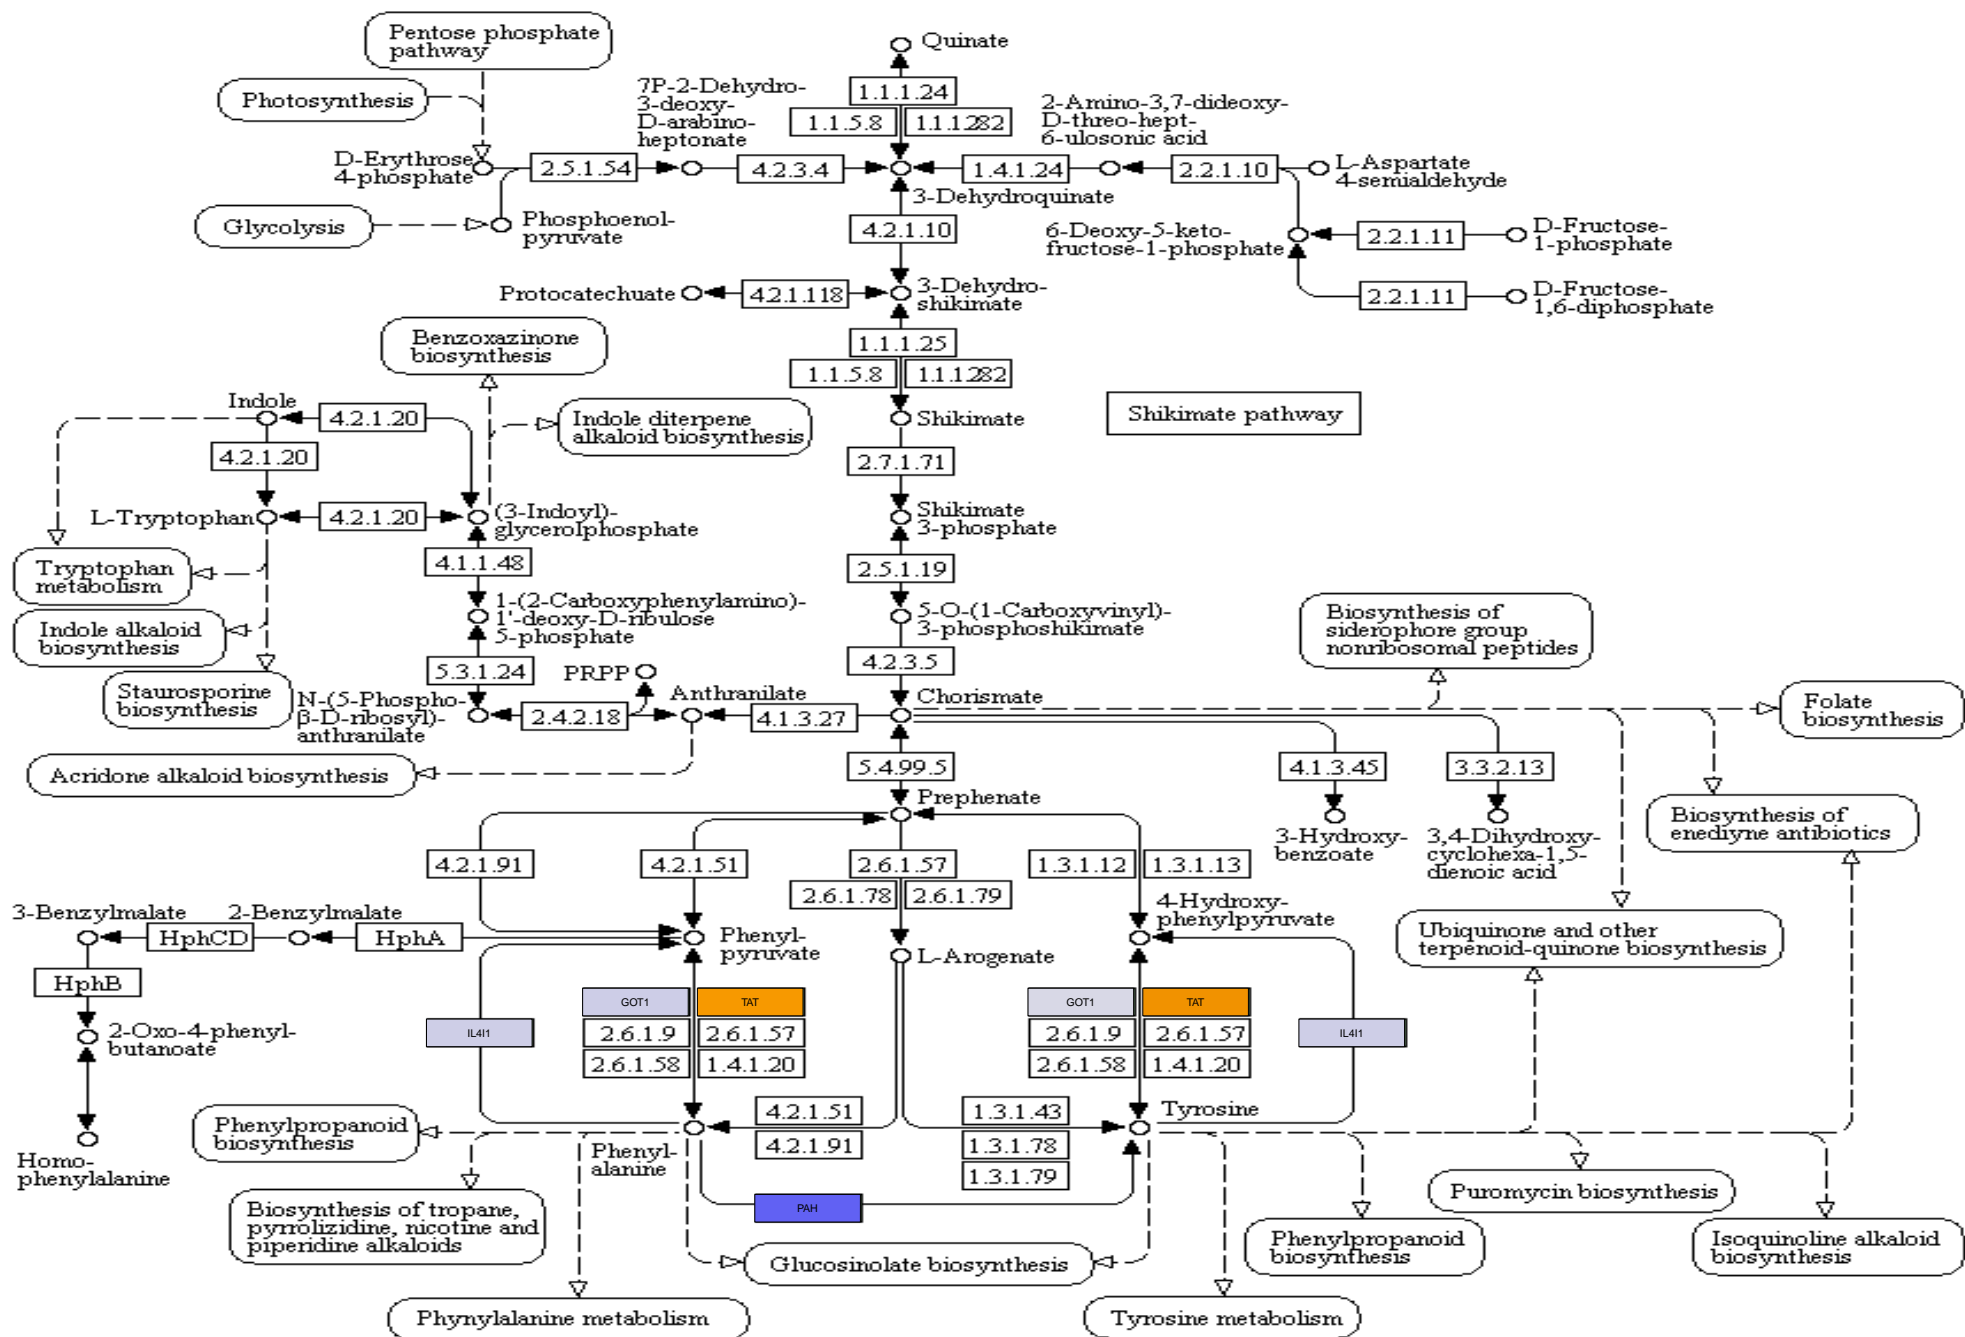 Pentose phosphate
pathway
Photosynthesis
Quinate
7P-2-Dehydro-
3-deoxy-
D-arabino-
heptonate
1.1.1.24
1.1.5.8
1.1.1.282
2-Amino-3,7-dideoxy-
D-threo-hept-
6-ulosonic acid
D-Erythrose
4-phosphate
2.5.1.54
4.2.3.4
1.4.1.24
2.2.1.10
L-Aspartate
4-semialdehyde
3-Dehydroquinate
Glycolysis
Phosphoenol-
pyruvate
4.2.1.10
6-Deoxy-5-keto-
fructose-1-phosphate
2.2.1.11
D-Fructose-
1-phosphate
Protocatechuate
4.2.1.118
3-Dehydro-
shikimate
2.2.1.11
D-Fructose-
1,6-diphosphate
Benzoxazinone
biosynthesis
1.1.1.25
1.1.5.8
1.1.1.282
Shikimate pathway
Indole
4.2.1.20
Indole diterpene
alkaloid biosynthesis
Shikimate
4.2.1.20
2.7.1.71
L-Tryptophan
4.2.1.20
(3-Indoyl)-
glycerolphosphate
Shikimate
3-phosphate
Tryptophan
metabolism
4.1.1.48
2.5.1.19
Indole alkaloid
biosynthesis
1-(2-Carboxyphenylamino)-
1'-deoxy-D-ribulose
5-phosphate
5-O-(1-Carboxyvinyl)-
3-phosphoshikimate
Biosynthesis of
siderophore group
nonribosomal peptides
Staurosporine
biosynthesis
5.3.1.24
PRPP
4.2.3.5
N-(5-Phospho-
β-D-ribosyl)-
anthranilate
2.4.2.18
Anthranilate
4.1.3.27
Chorismate
Folate
biosynthesis
Acridone alkaloid biosynthesis
5.4.99.5
4.1.3.45
3.3.2.13
Prephenate
3-Hydroxy-
benzoate
3,4-Dihydroxy-
cyclohexa-1,5-
dienoic acid
Biosynthesis of
enediyne antibiotics
4.2.1.91
4.2.1.51
2.6.1.57
2.6.1.78
2.6.1.79
1.3.1.12
1.3.1.13
3-Benzylmalate
2-Benzylmalate
HphCD
HphA
Phenyl-
pyruvate
4-Hydroxy-
phenylpyruvate
Ubiquinone and other
terpenoid-quinone biosynthesis
L-Arogenate
HphB
GOT1
TAT
GOT1
TAT
2-Oxo-4-phenyl-
butanoate
IL4I1
2.6.1.9
2.6.1.57
2.6.1.9
2.6.1.57
IL4I1
2.6.1.58
1.4.1.20
2.6.1.58
1.4.1.20
Phenylpropanoid
biosynthesis
4.2.1.51
1.3.1.43
Tyrosine
Homo-
phenylalanine
Phenyl-
alanine
4.2.1.91
1.3.1.78
1.3.1.79
Biosynthesis of tropane,
pyrrolizidine, nicotine and
piperidine alkaloids
PAH
Puromycin biosynthesis
Glucosinolate biosynthesis
Phenylpropanoid
biosynthesis
Isoquinoline alkaloid
biosynthesis
Phynylalanine metabolism
Tyrosine metabolism